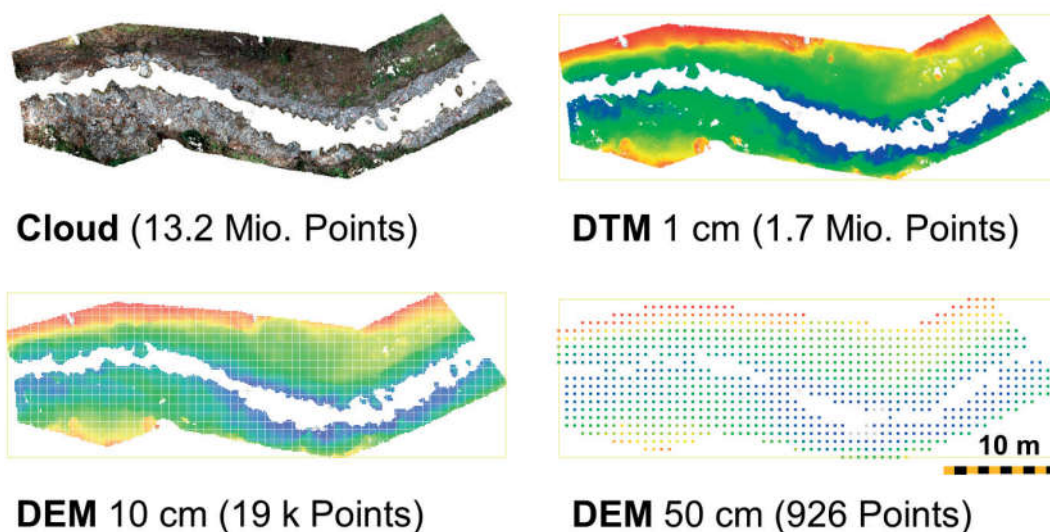 Cloud (13.2 Mio. Points)
DTM 1 cm (1.7 Mio. Points)
10 m
DEM 10 cm (19 k Points)
DEM 50 cm (926 Points)